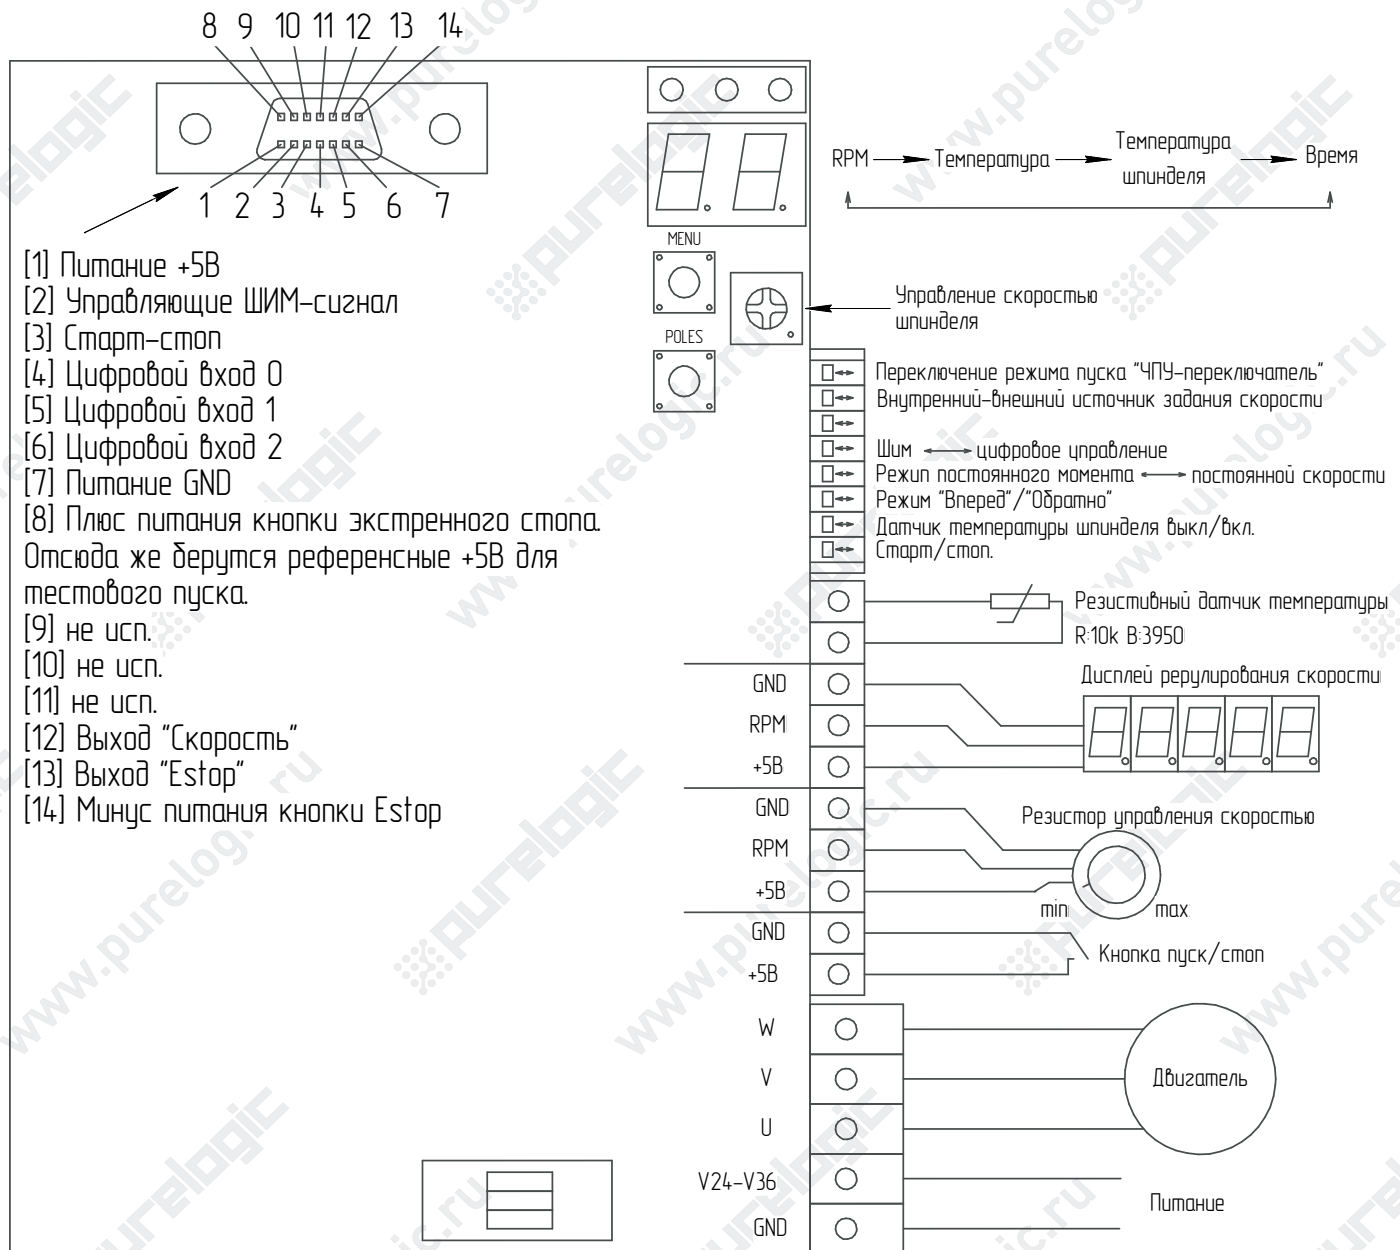 8 9 10 11 12 13 14
1 2 3 4 5 6 7
[1] Питание +5В
[2] Управляющие ШИМ-сигнал
[3] Старт-стоп
[4] Цифровой вход 0
[5] Цифровой вход 1
[6] Цифровой вход 2
[7] Питание GND
[8] Плюс питания кнопки экстренного стопа.
Отсюда же берутся референсные +5В для
тестового пуска.
[9] не исп.
[10] не исп.
[11] не исп.
[12] Выход "Скорость"
[13] Выход "Estop"
[14] Минус питания кнопки Estop
MENU
POLES
RPM
Температура
Температура
шпинделя
Время
Управление скоростью
шпинделя
Переключение режима пуска "ЧПУ-переключатель"
Внутренний-внешний источник задания скорости
Шим цифровое управление
Режип постоянного момента постоянной скорости
Режим "Вперед"/"Обратно"
Датчик температуры шпинделя выкл/вкл.
Старт/стоп.
Резистивный датчик температуры
R:10k B:3950
Дисплей рерулирования скорости
GND
RPM
+5В
Резистор управления скоростью
GND
RPM
+5В
min
max
GND
+5В
Кнопка пуск/стоп
W
V
U
Двигатель
V24-V36
GND
Питание
purelogic
www.purelogic.ru